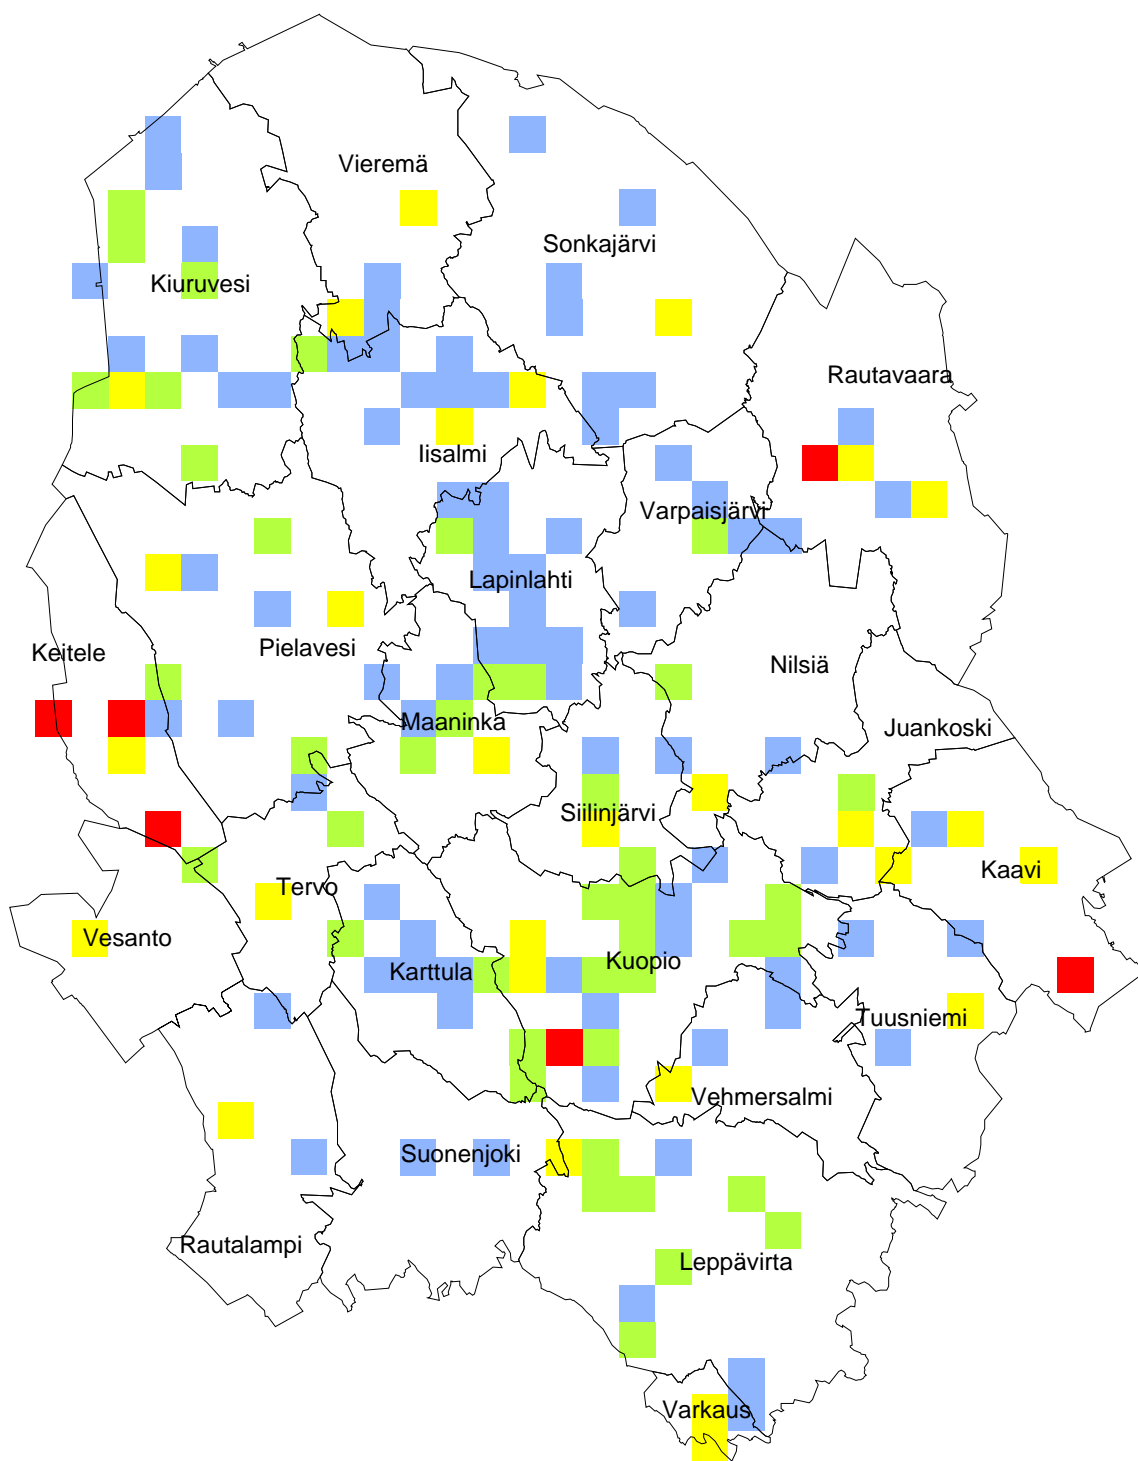 Vieremä
Sonkajärvi
Kiuruvesi
Rautavaara
Iisalmi
Varpaisjärvi
Lapinlahti
Keitele
Pielavesi
Nilsiä
Maaninka
Juankoski
Siilinjärvi
Kaavi
Tervo
Vesanto
Kuopio
Karttula
Tuusniemi
Vehmersalmi
Suonenjoki
Rautalampi
Leppävirta
Varkaus